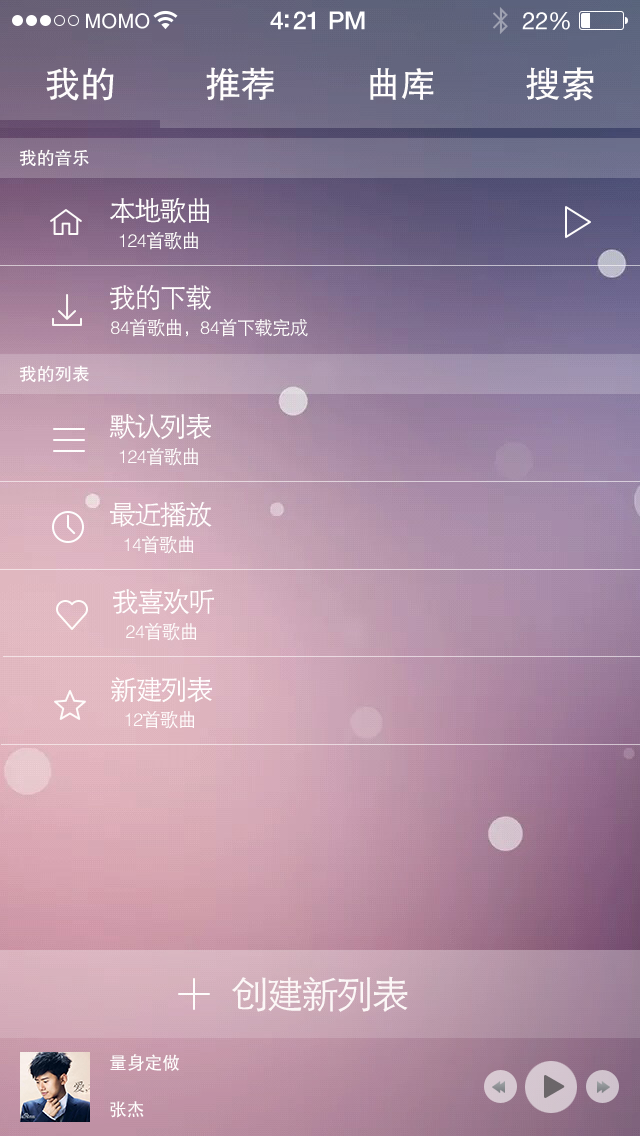 MOMO 4:21 PM 22%
我的 推荐 曲库 搜索
我的音乐
本地歌曲
124首歌曲
我的下载
84首歌曲，84首下载完成
我的列表
默认列表
124首歌曲
最近播放
14首歌曲
我喜欢听
24首歌曲
新建列表
12首歌曲
创建新列表
量身定做
爱
张杰